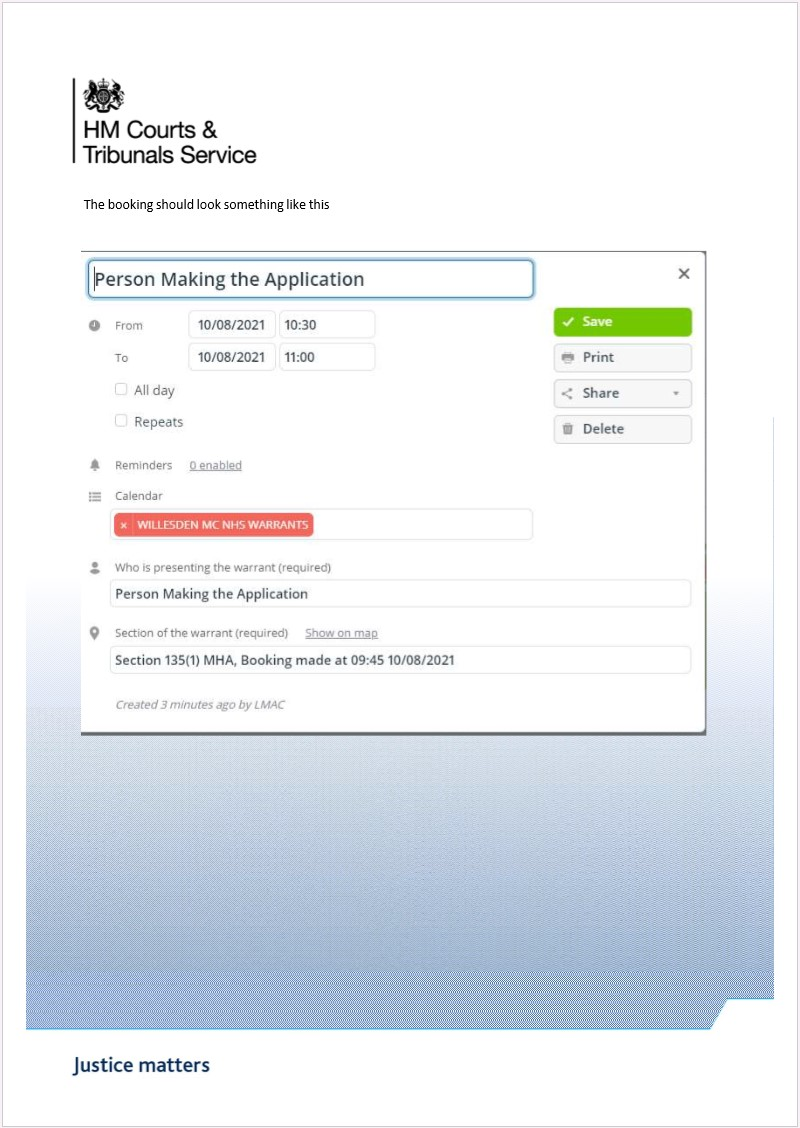 HM Courts &
Tribunals Service
The booking should look something like this
Person Making the Application
From 10/08/2021 10:30
To 10/08/2021 11:00
All day
Repeats
Save
Print
Share
Delete
Reminders 0 enabled
Calendar
× WILLESDEN MC NHS WARRANTS
Who is presenting the warrant (required)
Person Making the Application
Section of the warrant (required) Show on map
Section 135(1) MHA, Booking made at 09:45 10/08/2021
Created 3 minutes ago by LMAC
Justice matters